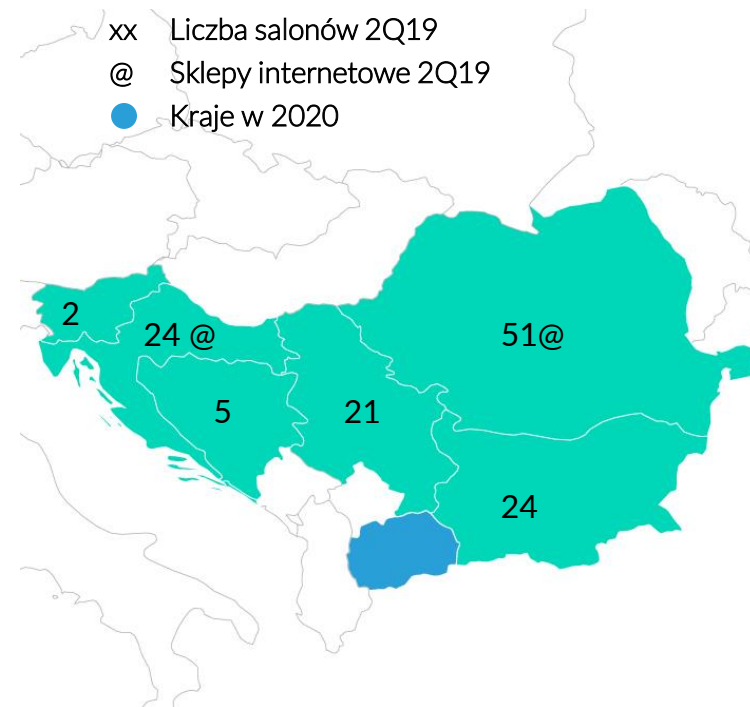 xx Liczba salonów 2Q19
@ Sklepy internetowe 2Q19
Kraje w 2020
2
24 @
51@
5
21
24